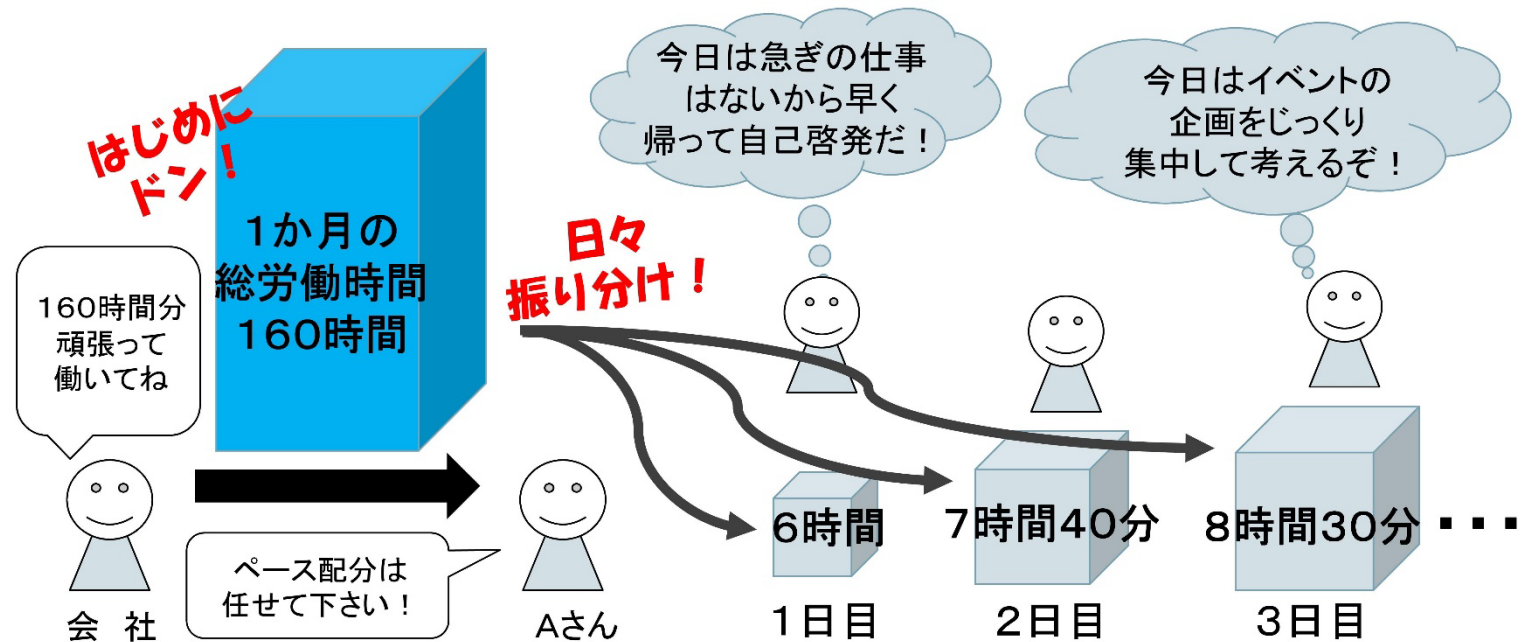 はじめに
ドン！
1か月の
総労働時間
160時間
160時間分
頑張って
働いてね
会 社
ペース配分は
任せて下さい！
Aさん
日々
振り分け！
今日は急ぎの仕事
はないから早く
帰って自己啓発だ！
今日はイベントの
企画をじっくり
集中して考えるぞ！
6時間
7時間40分
8時間30分
・・・
1日目
2日目
3日目